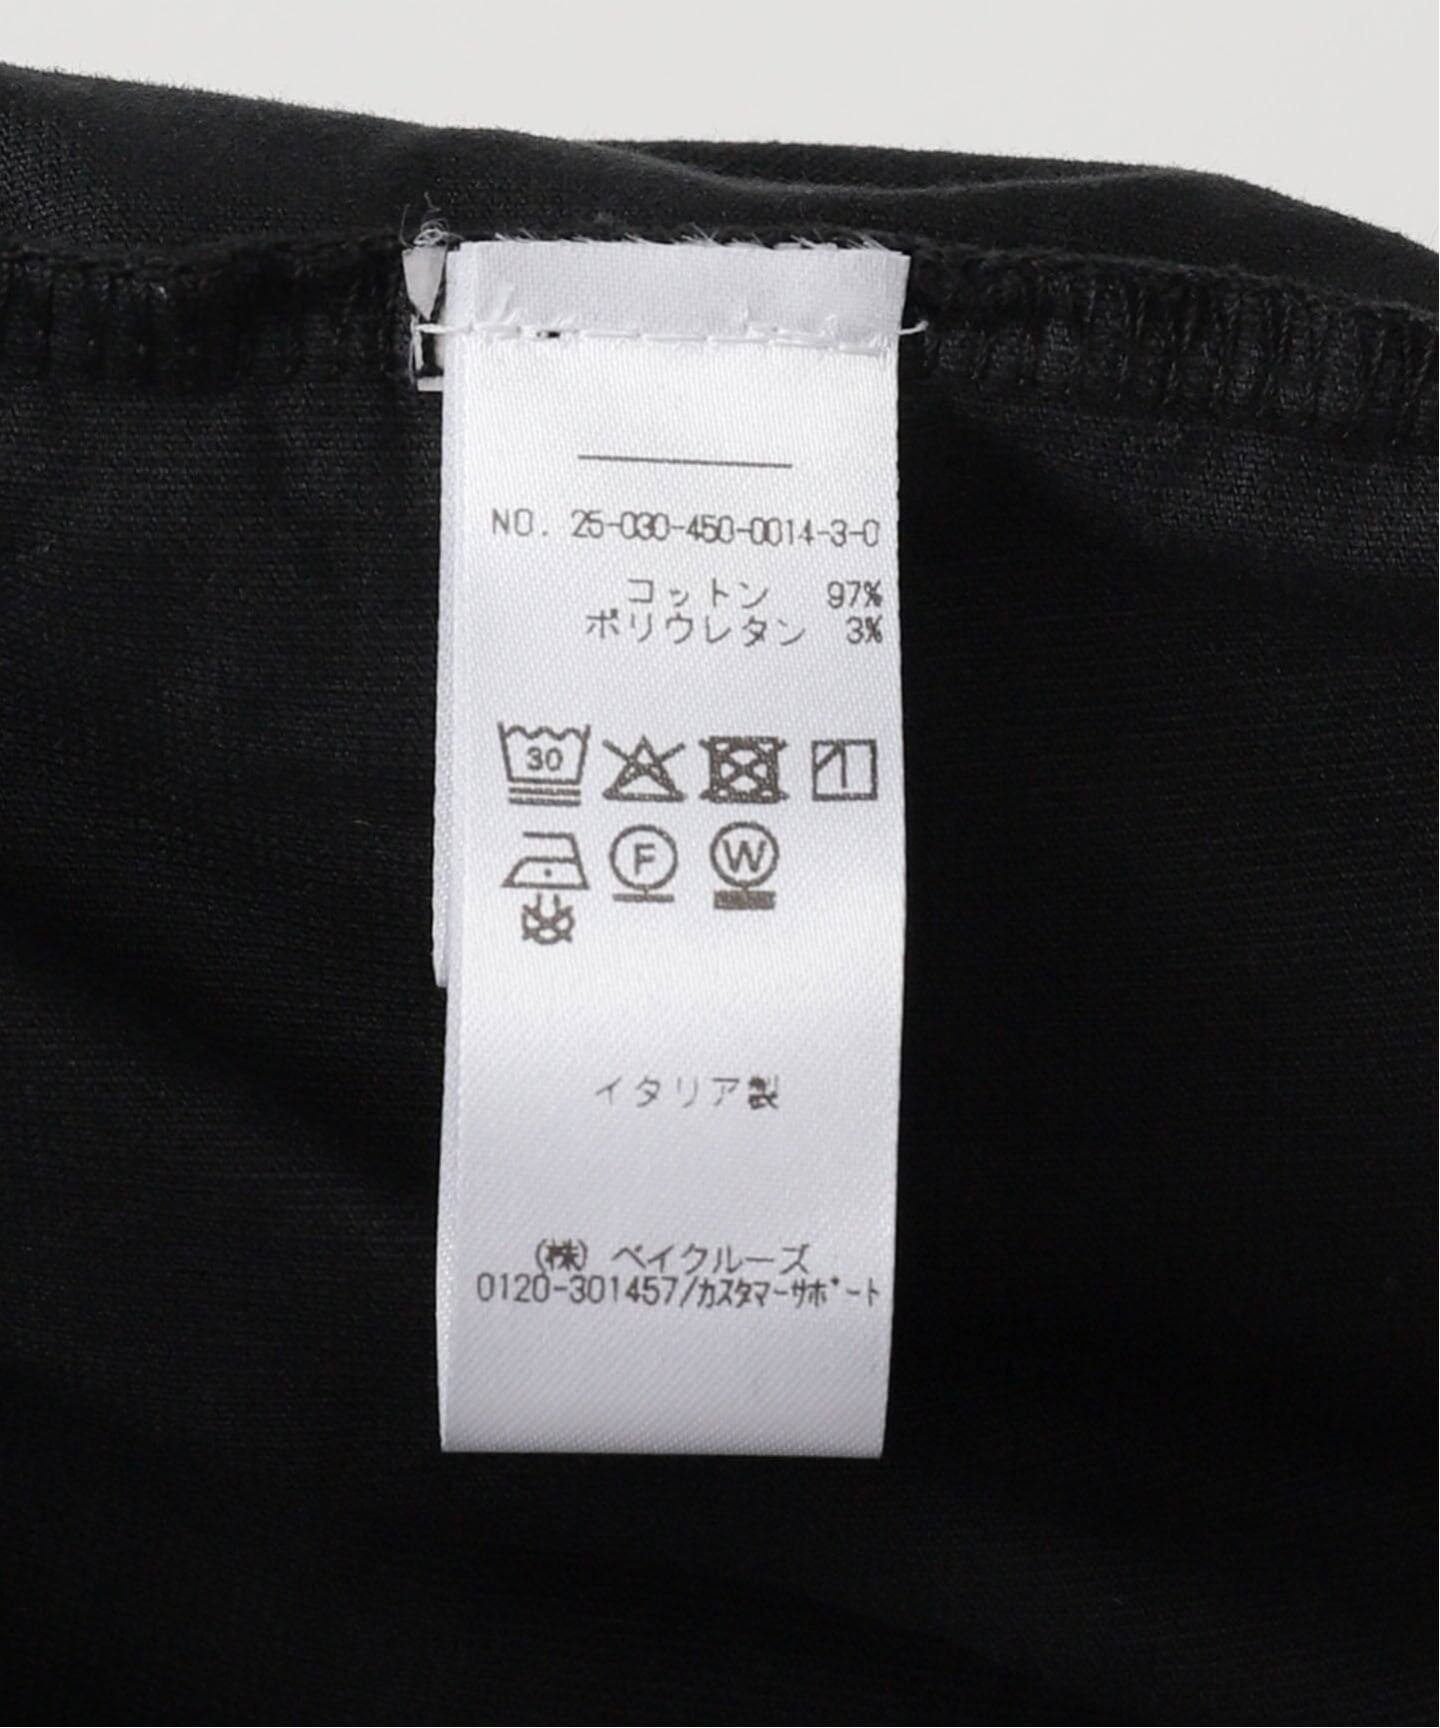 NO. 25-030-450-0014-3-0
コットン 97%
ポリウレタン 3%
30
F W
イタリア製
(株) ベイクルーズ
0120-301457/カスタマーサポート